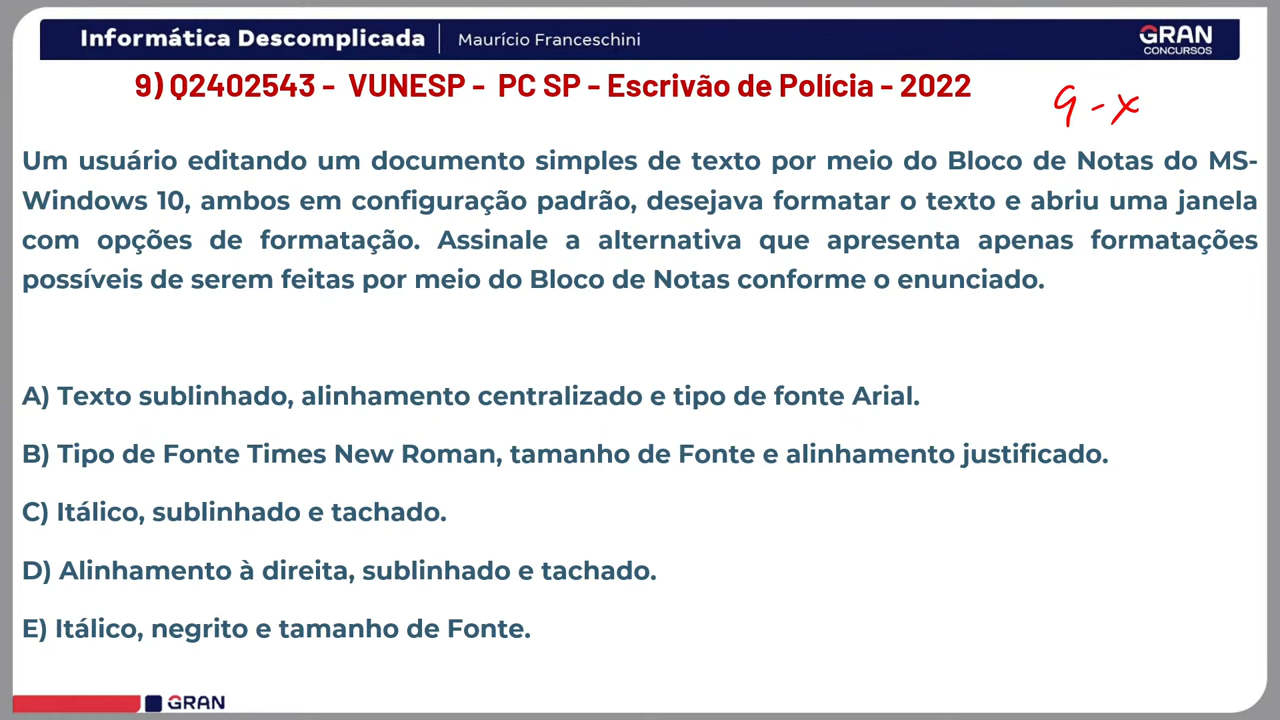 Informática Descomplicada
Maurício Franceschini
GRAN
CONCURSOS
9) Q2402543 - VUNESP - PC SP - Escrivão de Polícia - 2022
9 - x
Um usuário editando um documento simples de texto por meio do Bloco de Notas do MS-
Windows 10, ambos em configuração padrão, desejava formatar o texto e abriu uma janela
com opções de formatação. Assinale a alternativa que apresenta apenas formatações
possíveis de serem feitas por meio do Bloco de Notas conforme o enunciado.
A) Texto sublinhado, alinhamento centralizado e tipo de fonte Arial.
B) Tipo de Fonte Times New Roman, tamanho de Fonte e alinhamento justificado.
C) Itálico, sublinhado e tachado.
D) Alinhamento à direita, sublinhado e tachado.
E) Itálico, negrito e tamanho de Fonte.
GRAN